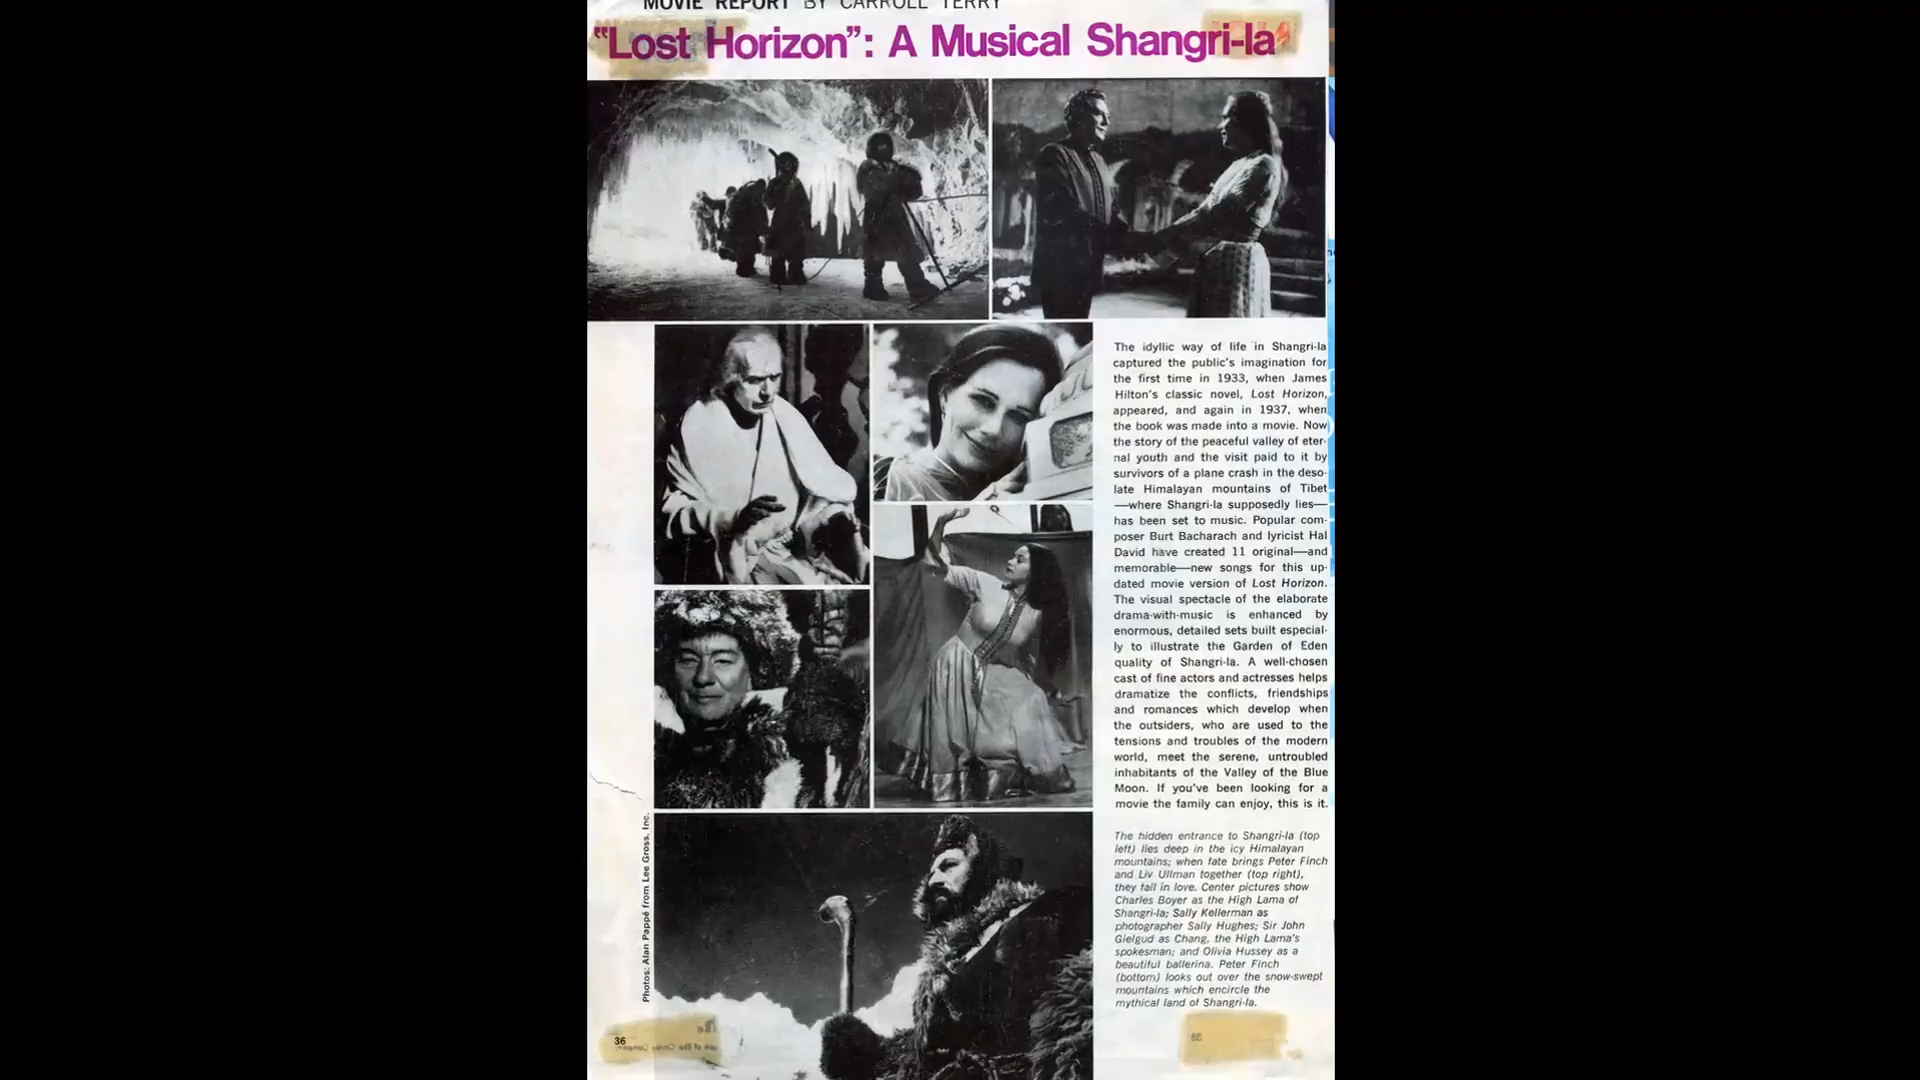 MOVIE REPORT BY CARROLL TERRY
"Lost Horizon": A Musical Shangri-la
The idyllic way of life in Shangri-la
captured the public's imagination for
the first time in 1933, when James
Hilton's classic novel, Lost Horizon,
appeared, and again in 1937, when
the book was made into a movie. Now
the story of the peaceful valley of eter-
nal youth and the visit paid to it by
survivors of a plane crash in the deso-
late Himalayan mountains of Tibet
—where Shangri-la supposedly lies—
has been set to music. Popular com-
poser Burt Bacharach and lyricist Hal
David have created 11 original—and
memorable—new songs for this up-
dated movie version of Lost Horizon.
The visual spectacle of the elaborate
drama-with-music is enhanced by
enormous, detailed sets built especial-
ly to illustrate the Garden of Eden
quality of Shangri-la. A well-chosen
cast of fine actors and actresses helps
dramatize the conflicts, friendships
and romances which develop when
the outsiders, who are used to the
tensions and troubles of the modern
world, meet the serene, untroubled
inhabitants of the Valley of the Blue
Moon. If you've been looking for a
movie the family can enjoy, this is it.
The hidden entrance to Shangri-la (top
left) lies deep in the icy Himalayan
mountains; when fate brings Peter Finch
and Liv Ullman together (top right),
they fall in love. Center pictures show
Charles Boyer as the High Lama of
Shangri-la; Sally Kellerman as
photographer Sally Hughes; Sir John
Gielgud as Chang, the High Lama's
spokesman; and Olivia Hussey as a
beautiful ballerina. Peter Finch
(bottom) looks out over the snow-swept
mountains which encircle the
mythical land of Shangri-la.
Photos: Alan Pappé from Lee Gross, Inc.
36